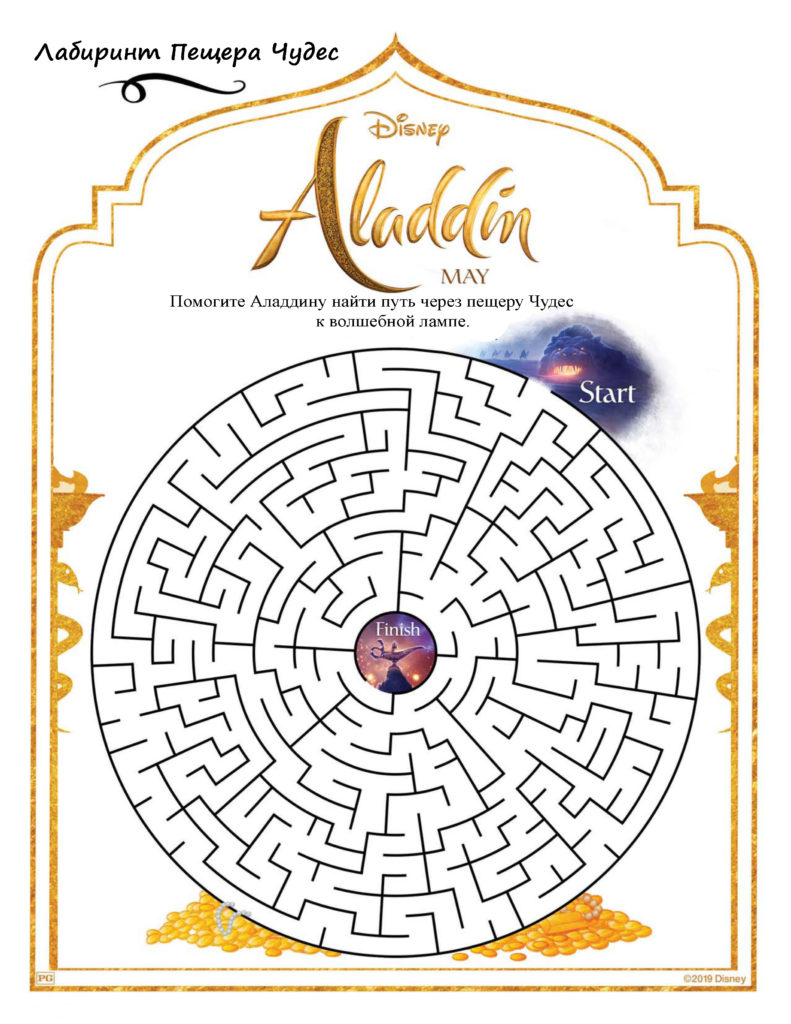 Лабиринт Пещера Чудес
Disney
Aladdin
MAY
Помогите Аладдину найти путь через пещеру Чудес
к волшебной лампе.
Start
Finish
PG
©2019 Disney